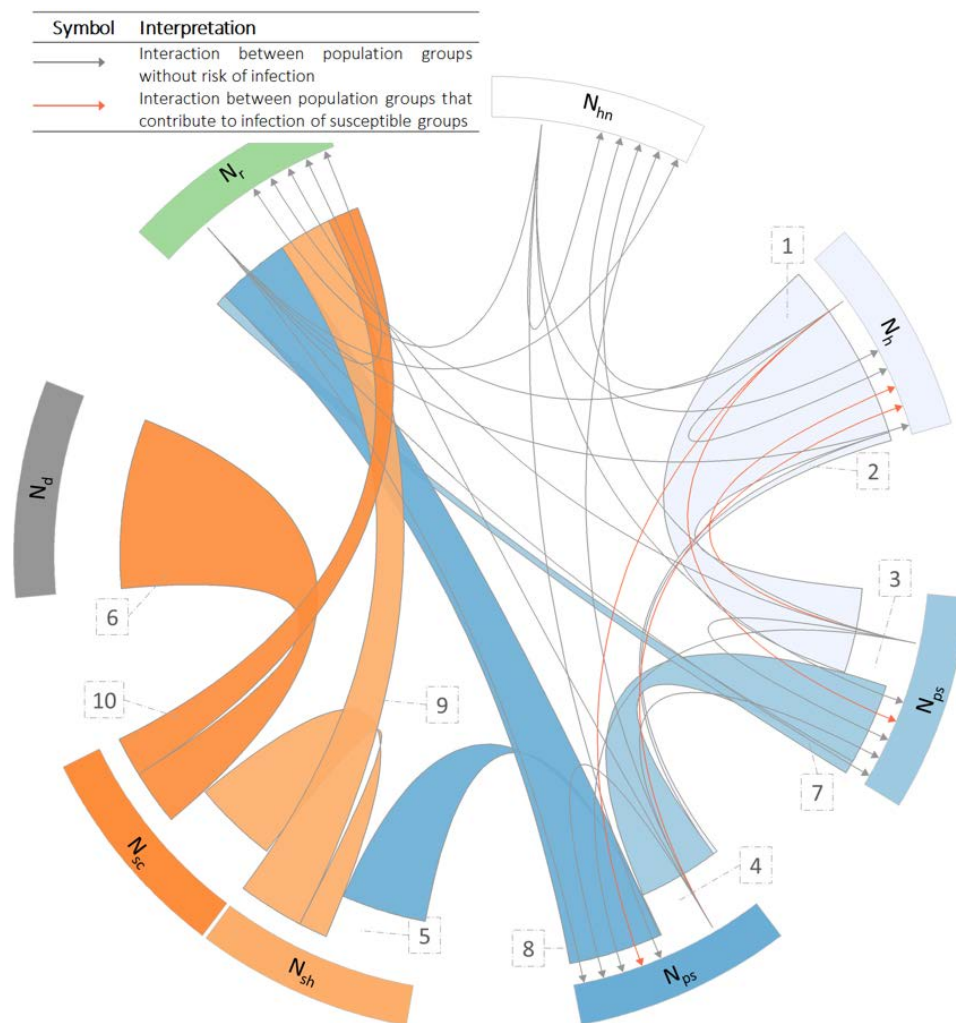 Symbol Interpretation
Interaction between population groups
without risk of infection
Interaction between population groups that
contribute to infection of susceptible groups
N_hn
N_r
1
N_h
2
N_d
3
6
N_ps
10
9
7
N_sc
4
5
8
N_ps
N_sh